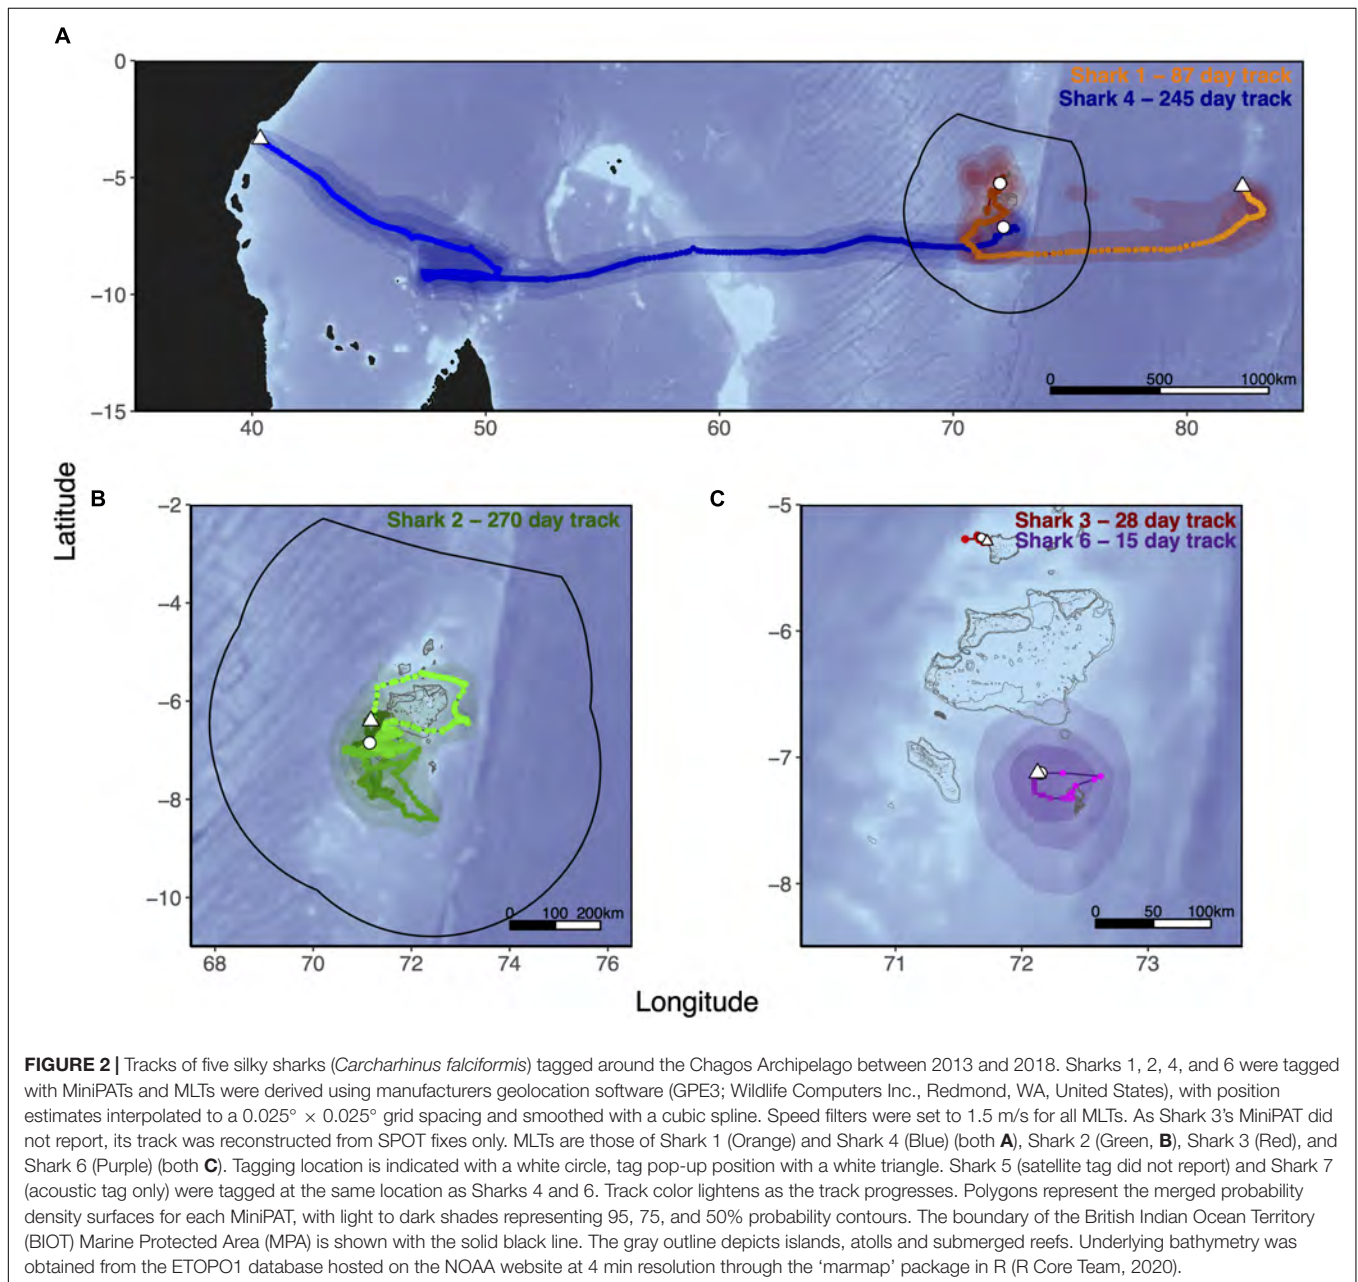 A
Shark 1 – 87 day track
Shark 4 – 245 day track
0
−5
−10
−15
0 500 1000km
40 50 60 70 80
Latitude
B
Shark 2 – 270 day track
−2
−4
−6
−8
−10
0 100 200km
68 70 72 74 76
C
Shark 3 – 28 day track
Shark 6 – 15 day track
−5
−6
−7
−8
0 50 100km
71 72 73
Longitude
FIGURE 2 | Tracks of five silky sharks (Carcharhinus falciformis) tagged around the Chagos Archipelago between 2013 and 2018. Sharks 1, 2, 4, and 6 were tagged
with MiniPATs and MLTs were derived using manufacturers geolocation software (GPE3; Wildlife Computers Inc., Redmond, WA, United States), with position
estimates interpolated to a 0.025° × 0.025° grid spacing and smoothed with a cubic spline. Speed filters were set to 1.5 m/s for all MLTs. As Shark 3’s MiniPAT did
not report, its track was reconstructed from SPOT fixes only. MLTs are those of Shark 1 (Orange) and Shark 4 (Blue) (both A), Shark 2 (Green, B), Shark 3 (Red), and
Shark 6 (Purple) (both C). Tagging location is indicated with a white circle, tag pop-up position with a white triangle. Shark 5 (satellite tag did not report) and Shark 7
(acoustic tag only) were tagged at the same location as Sharks 4 and 6. Track color lightens as the track progresses. Polygons represent the merged probability
density surfaces for each MiniPAT, with light to dark shades representing 95, 75, and 50% probability contours. The boundary of the British Indian Ocean Territory
(BIOT) Marine Protected Area (MPA) is shown with the solid black line. The gray outline depicts islands, atolls and submerged reefs. Underlying bathymetry was
obtained from the ETOPO1 database hosted on the NOAA website at 4 min resolution through the ‘marmap’ package in R (R Core Team, 2020).